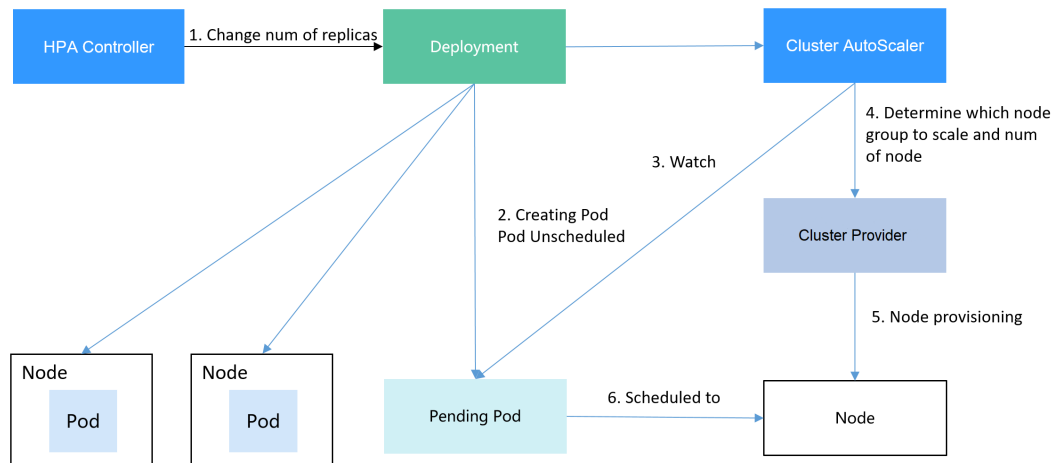 HPA Controller
1. Change num of replicas
Deployment
Cluster AutoScaler
4. Determine which node
group to scale and num
of node
3. Watch
2. Creating Pod
Pod Unscheduled
Cluster Provider
5. Node provisioning
Node
Pod
Node
Pod
Pending Pod
6. Scheduled to
Node